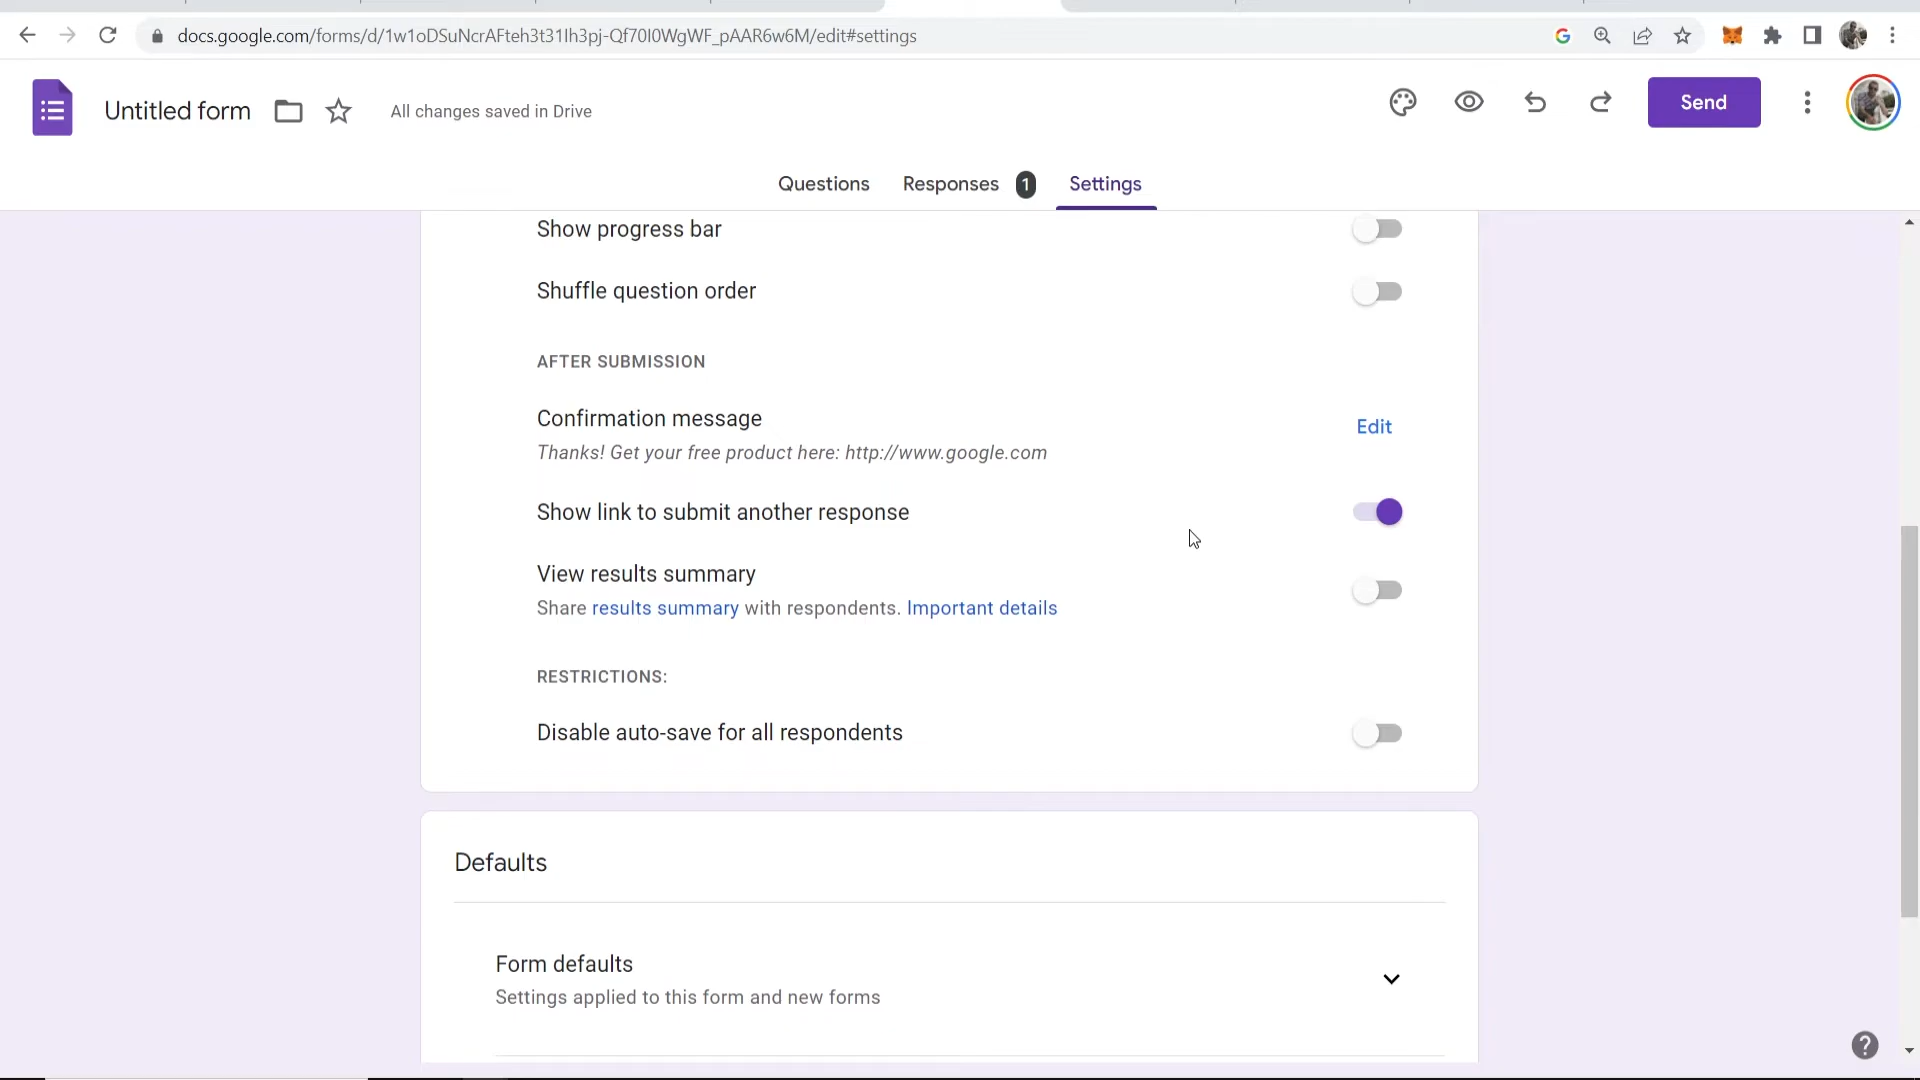 docs.google.com/forms/d/1w1oDSuNcrAFteh3t31Ih3pj-Qf70I0WgWF_pAAR6w6M/edit#settings
Untitled form
All changes saved in Drive
Send
Questions
Responses 1
Settings
Show progress bar
Shuffle question order
AFTER SUBMISSION
Confirmation message
Edit
Thanks! Get your free product here: http://www.google.com
Show link to submit another response
View results summary
Share results summary with respondents. Important details
RESTRICTIONS:
Disable auto-save for all respondents
Defaults
Form defaults
Settings applied to this form and new forms